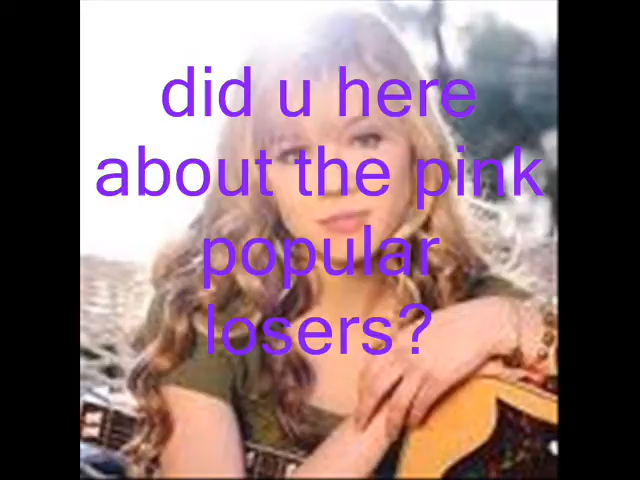 did u here
about the pink
popular
losers?